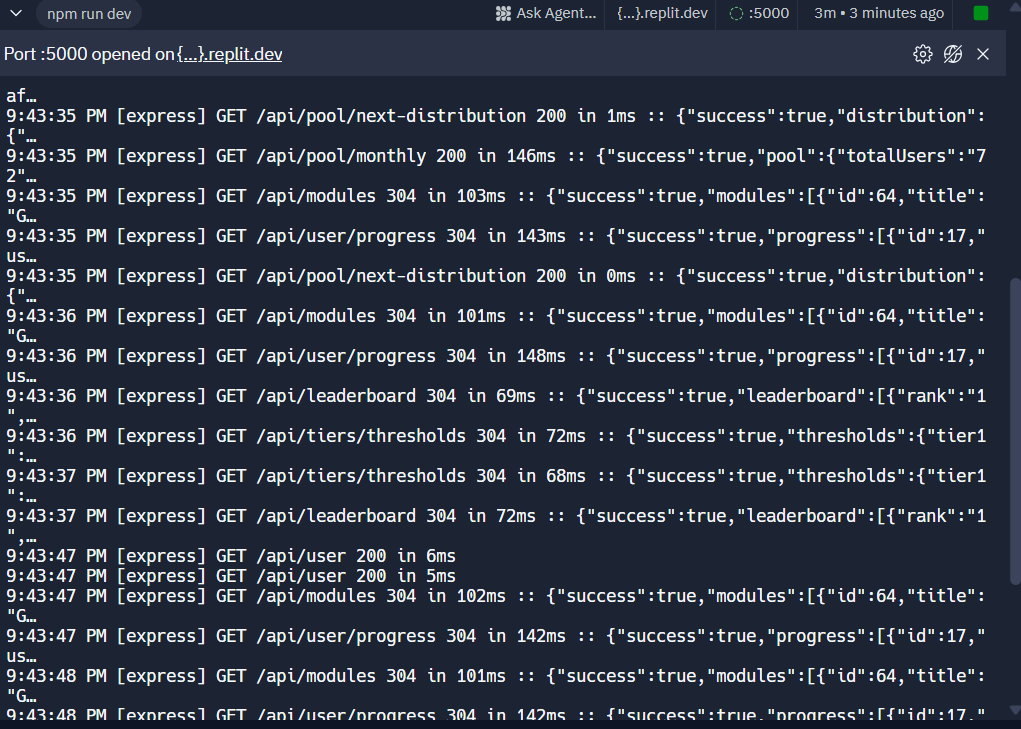 npm run dev
Ask Agent...
{...}.replit.dev
:5000
3m • 3 minutes ago
Port :5000 opened on {...}.replit.dev
af…
9:43:35 PM [express] GET /api/pool/next-distribution 200 in 1ms :: {"success":true,"distribution":
{"…
9:43:35 PM [express] GET /api/pool/monthly 200 in 146ms :: {"success":true,"pool":{"totalUsers":"7
2"…
9:43:35 PM [express] GET /api/modules 304 in 103ms :: {"success":true,"modules":[{"id":64,"title":
"G…
9:43:35 PM [express] GET /api/user/progress 304 in 143ms :: {"success":true,"progress":[{"id":17,"
us…
9:43:35 PM [express] GET /api/pool/next-distribution 200 in 0ms :: {"success":true,"distribution":
{"…
9:43:36 PM [express] GET /api/modules 304 in 101ms :: {"success":true,"modules":[{"id":64,"title":
"G…
9:43:36 PM [express] GET /api/user/progress 304 in 148ms :: {"success":true,"progress":[{"id":17,"
us…
9:43:36 PM [express] GET /api/leaderboard 304 in 69ms :: {"success":true,"leaderboard":[{"rank":"1
",…
9:43:36 PM [express] GET /api/tiers/thresholds 304 in 72ms :: {"success":true,"thresholds":{"tier1
":…
9:43:37 PM [express] GET /api/tiers/thresholds 304 in 68ms :: {"success":true,"thresholds":{"tier1
":…
9:43:37 PM [express] GET /api/leaderboard 304 in 72ms :: {"success":true,"leaderboard":[{"rank":"1
",…
9:43:47 PM [express] GET /api/user 200 in 6ms
9:43:47 PM [express] GET /api/user 200 in 5ms
9:43:47 PM [express] GET /api/modules 304 in 102ms :: {"success":true,"modules":[{"id":64,"title":
"G…
9:43:47 PM [express] GET /api/user/progress 304 in 142ms :: {"success":true,"progress":[{"id":17,"
us…
9:43:48 PM [express] GET /api/modules 304 in 101ms :: {"success":true,"modules":[{"id":64,"title":
"G…
9:43:48 PM [express] GET /api/user/progress 304 in 142ms :: {"success":true,"progress":[{"id":17,"